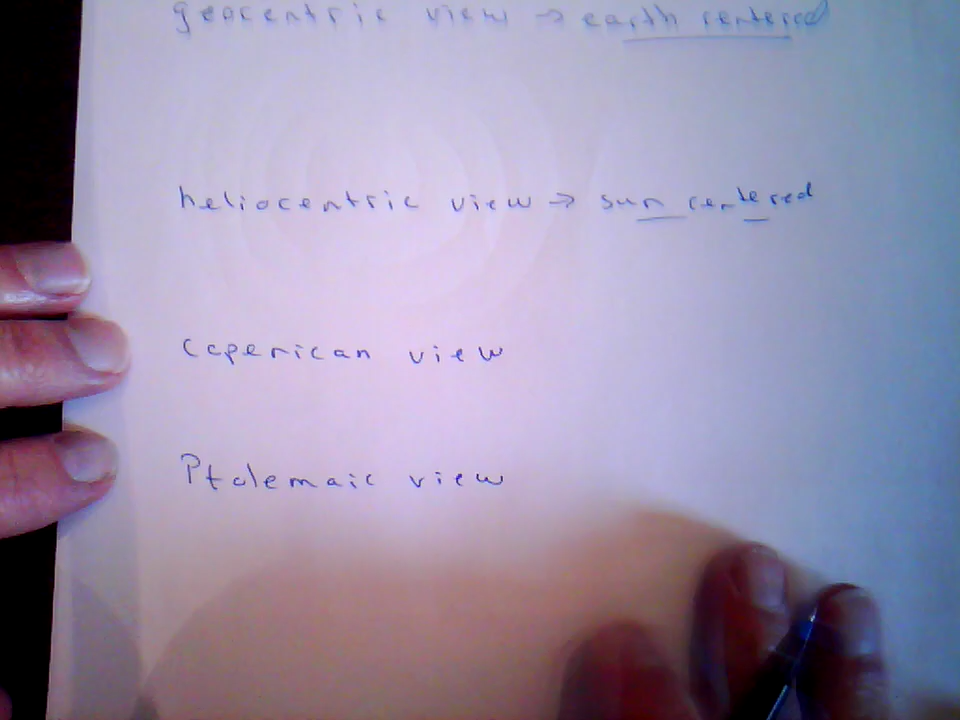 geocentric view → earth centered
heliocentric view → sun centered
Coperican view
Ptolemaic view